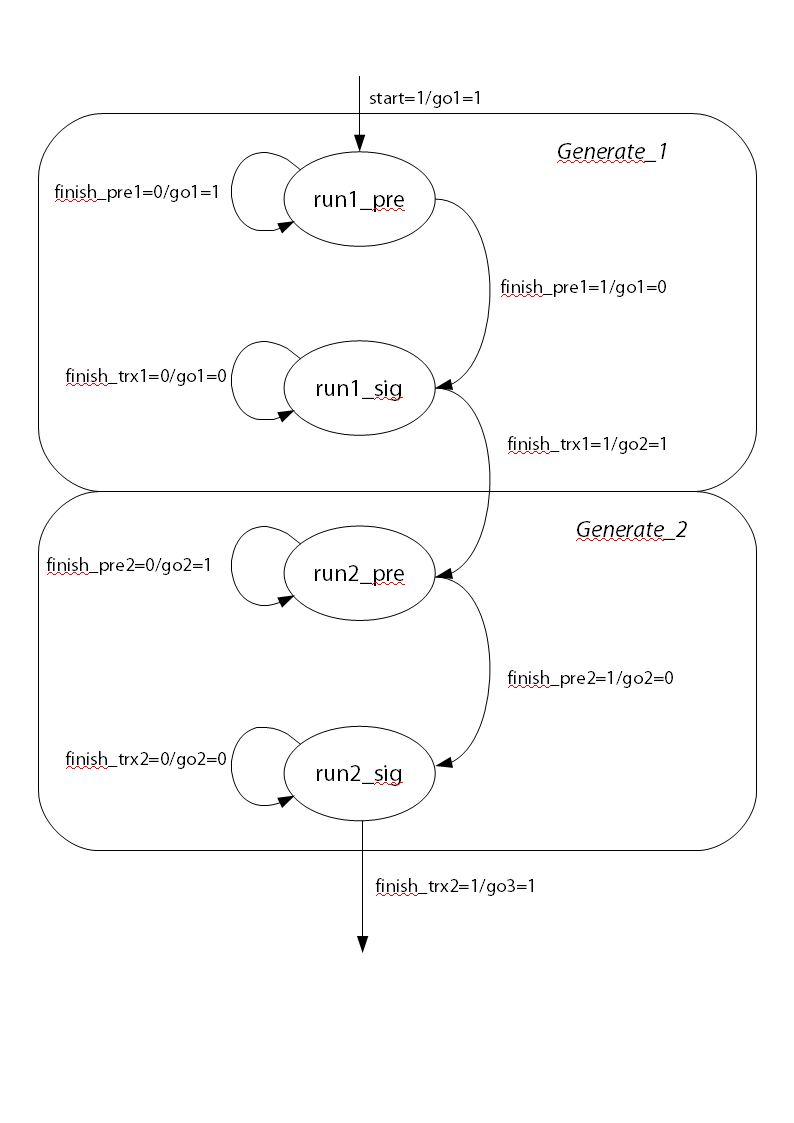 start=1/go1=1
Generate_1
finish_pre1=0/go1=1
run1_pre
finish_pre1=1/go1=0
finish_trx1=0/go1=0
run1_sig
finish_trx1=1/go2=1
Generate_2
finish_pre2=0/go2=1
run2_pre
finish_pre2=1/go2=0
finish_trx2=0/go2=0
run2_sig
finish_trx2=1/go3=1